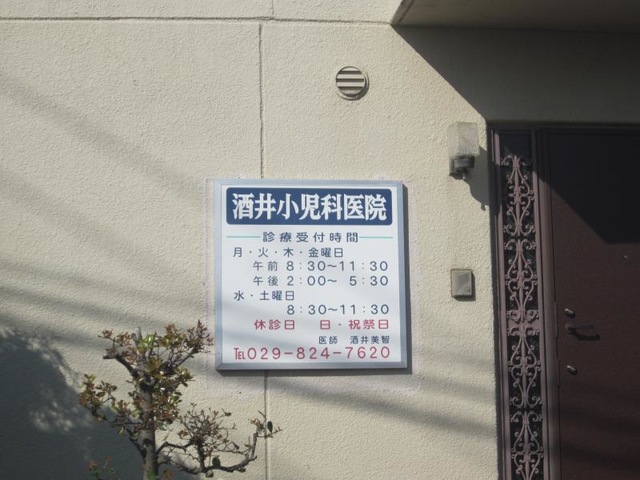 酒井小児科医院
診療受付時間
月・火・木・金曜日
午前 8:30〜11:30
午後 2:00〜 5:30
水・土曜日
8:30〜11:30
休診日 日・祝祭日
医師 酒井美智
TEL 029-824-7620